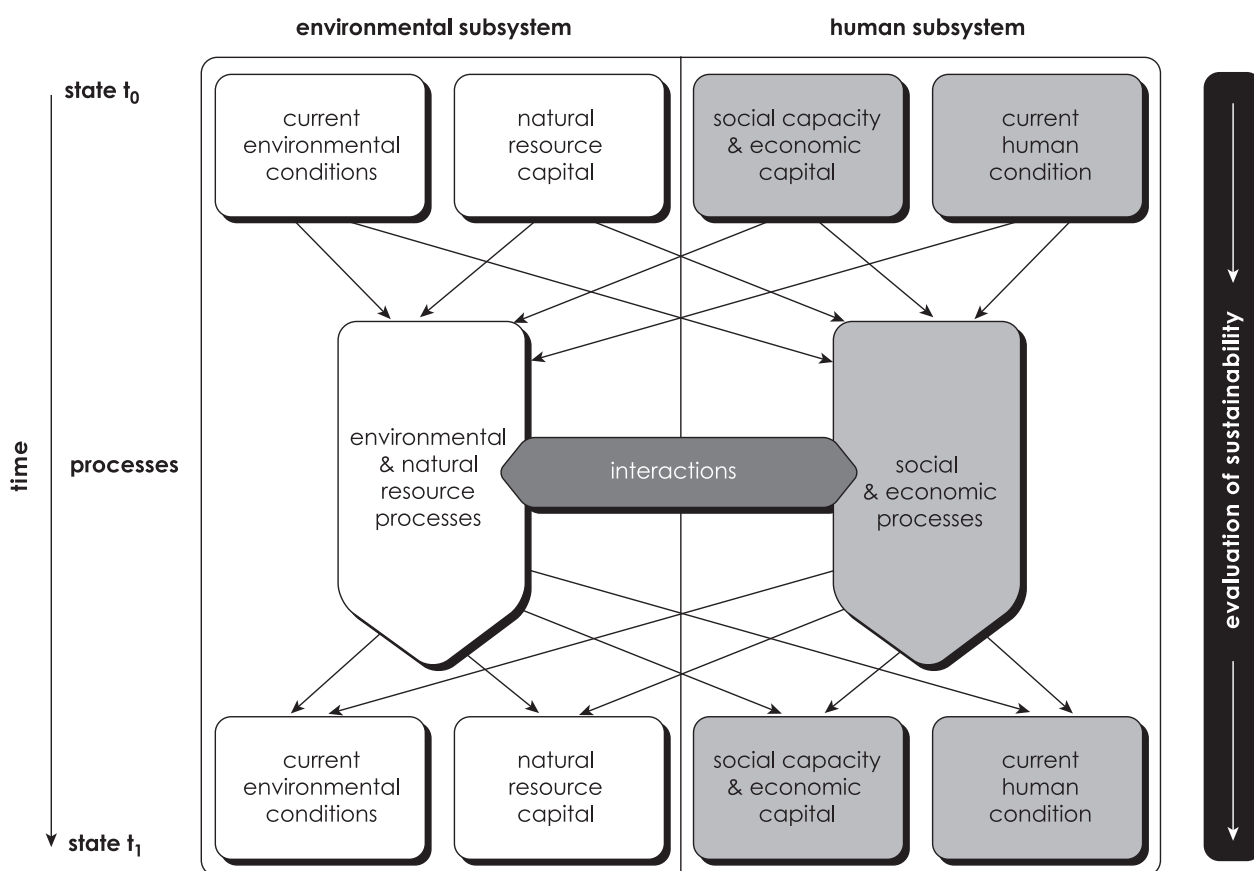 environmental subsystem
human subsystem
state t0
current
environmental
conditions
natural
resource
capital
social capacity
& economic
capital
current
human
condition
time
processes
environmental
& natural
resource
processes
interactions
social
& economic
processes
evaluation of sustainability
state t1
current
environmental
conditions
natural
resource
capital
social capacity
& economic
capital
current
human
condition